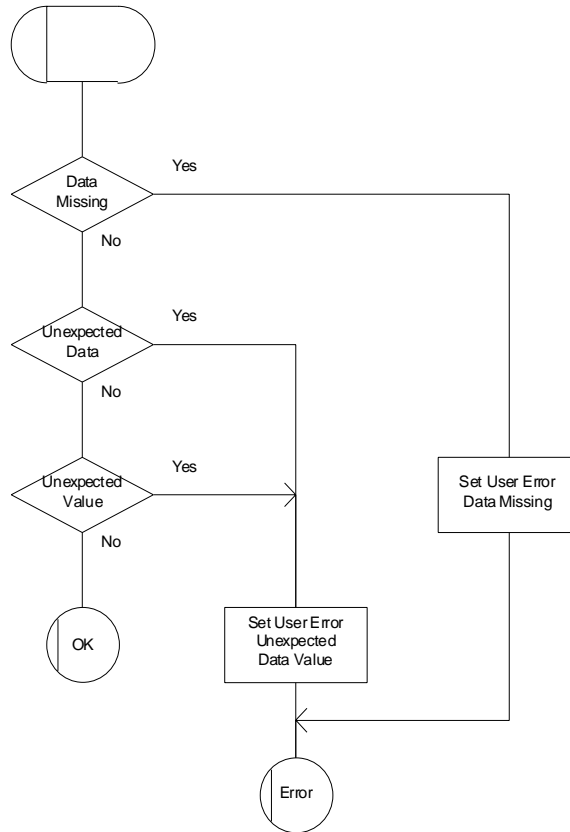 Yes
Data
Missing
No
Yes
Unexpected
Data
No
Yes
Unexpected
Value
No
Set User Error
Data Missing
OK
Set User Error
Unexpected
Data Value
Error